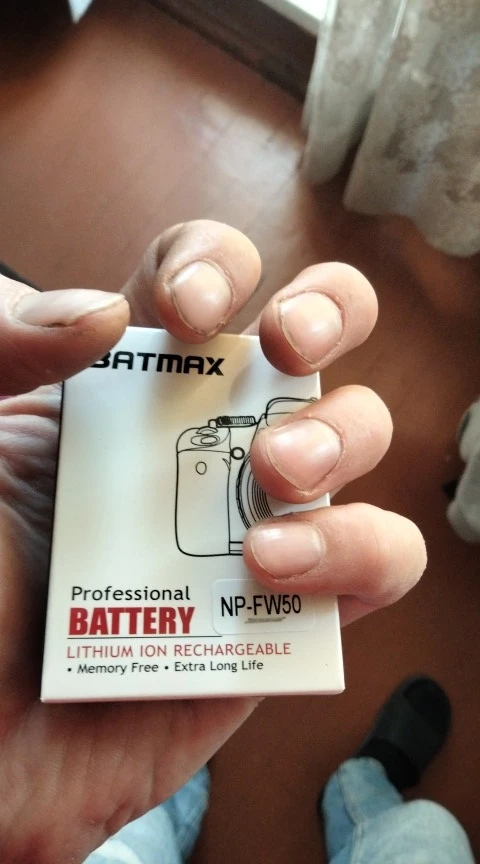 BATMAX
Professional
BATTERY
NP-FW50
LITHIUM ION RECHARGEABLE
• Memory Free • Extra Long Life